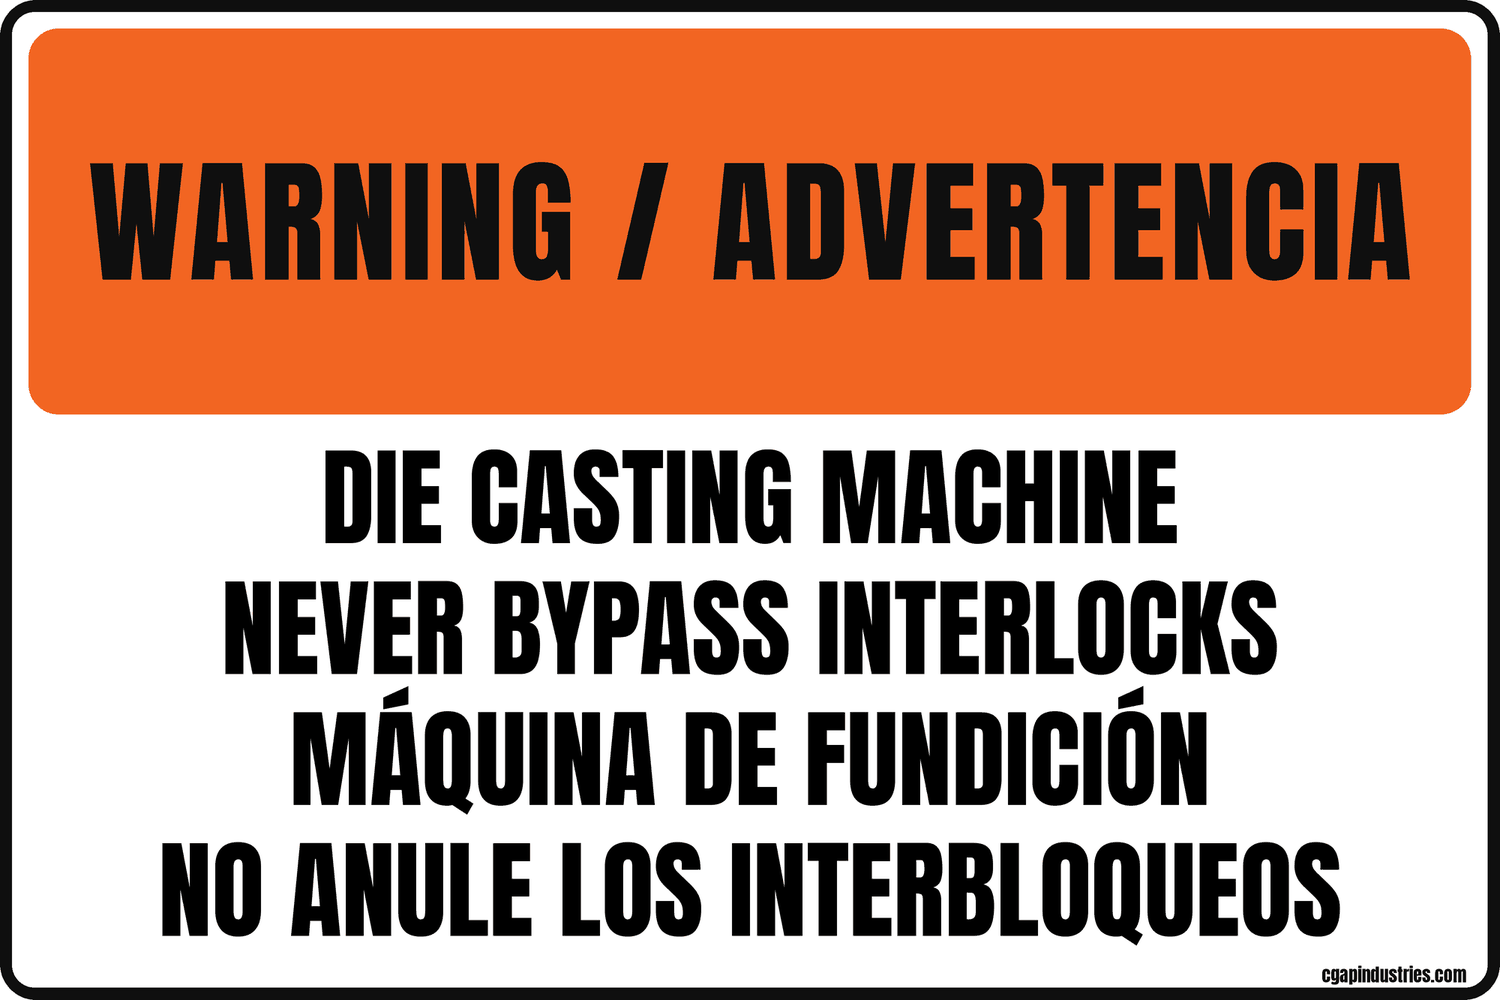 WARNING / ADVERTENCIA
DIE CASTING MACHINE
NEVER BYPASS INTERLOCKS
MÁQUINA DE FUNDICIÓN
NO ANULE LOS INTERBLOQUEOS
cgapindustries.com